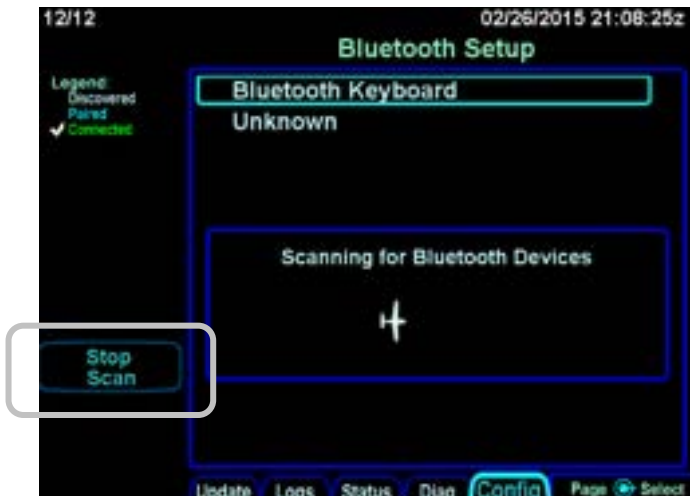 12/12 02/26/2015 21:08:25z
Bluetooth Setup
Legend:
Discovered
Paired
Connected
Bluetooth Keyboard
Unknown
Scanning for Bluetooth Devices
Stop
Scan
Update Logs Status Diag Config Page Select